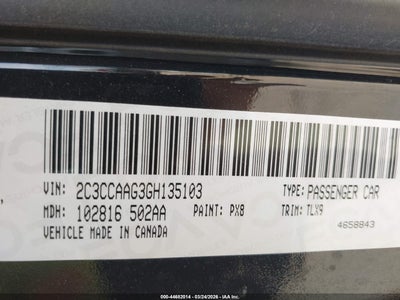 VIN: 2C3CCAAG3GH135103 TYPE: PASSENGER CAR
MDH: 102816 502AA PAINT: PX8 TRIM: TLX9
4658843
VEHICLE MADE IN CANADA
000-44682014 - 03/24/2026 - IAA Inc. Copyright